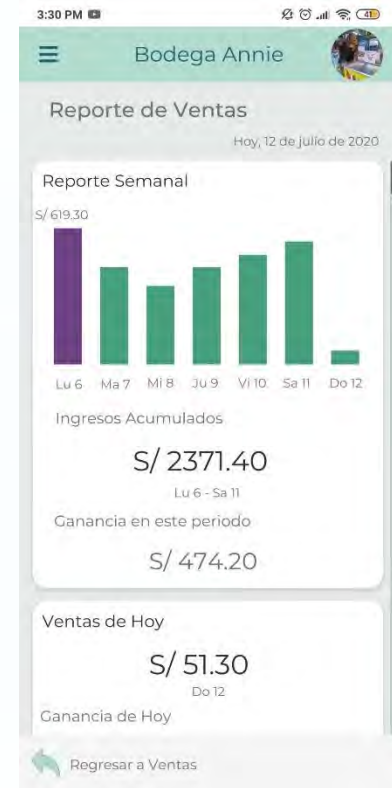 3:30 PM
41
Bodega Annie
Reporte de Ventas
Hoy, 12 de julio de 2020
Reporte Semanal
S/ 619.30
Lu 6 Ma 7 Mi 8 Ju 9 Vi 10 Sa 11 Do 12
Ingresos Acumulados
S/ 2371.40
Lu 6 - Sa 11
Ganancia en este periodo
S/ 474.20
Ventas de Hoy
S/ 51.30
Do 12
Ganancia de Hoy
Regresar a Ventas